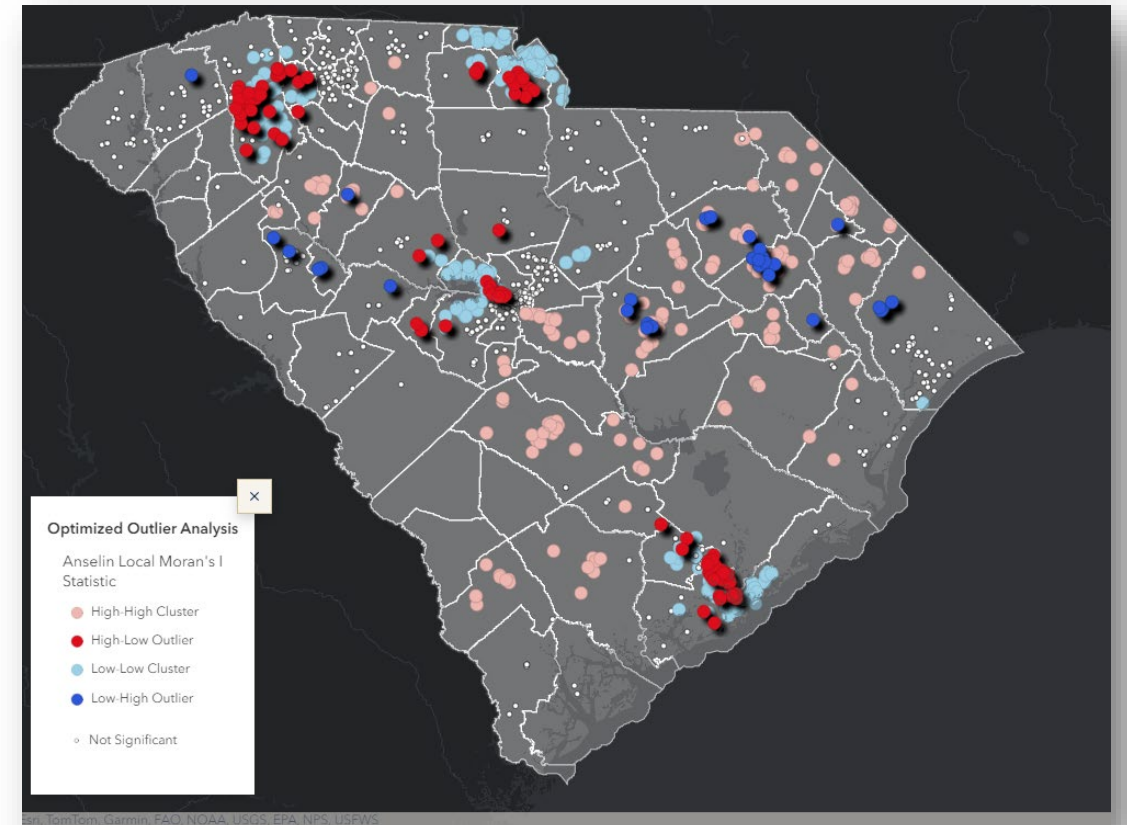 ×
Optimized Outlier Analysis
Anselin Local Moran's I
Statistic
High-High Cluster
High-Low Outlier
Low-Low Cluster
Low-High Outlier
Not Significant
Esri, TomTom, Garmin, FAO, NOAA, USGS, EPA, NPS, USFWS